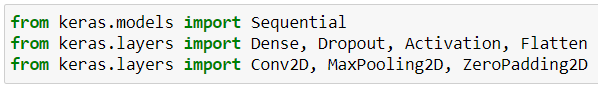 from keras.models import Sequential
from keras.layers import Dense, Dropout, Activation, Flatten
from keras.layers import Conv2D, MaxPooling2D, ZeroPadding2D